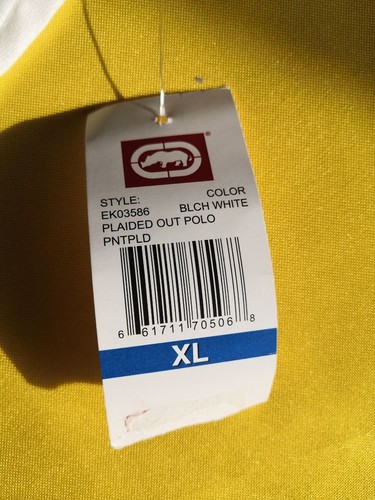 ®
STYLE: COLOR
EK03586 BLCH WHITE
PLAIDED OUT POLO
PNTPLD
6 61711 70506 8
XL